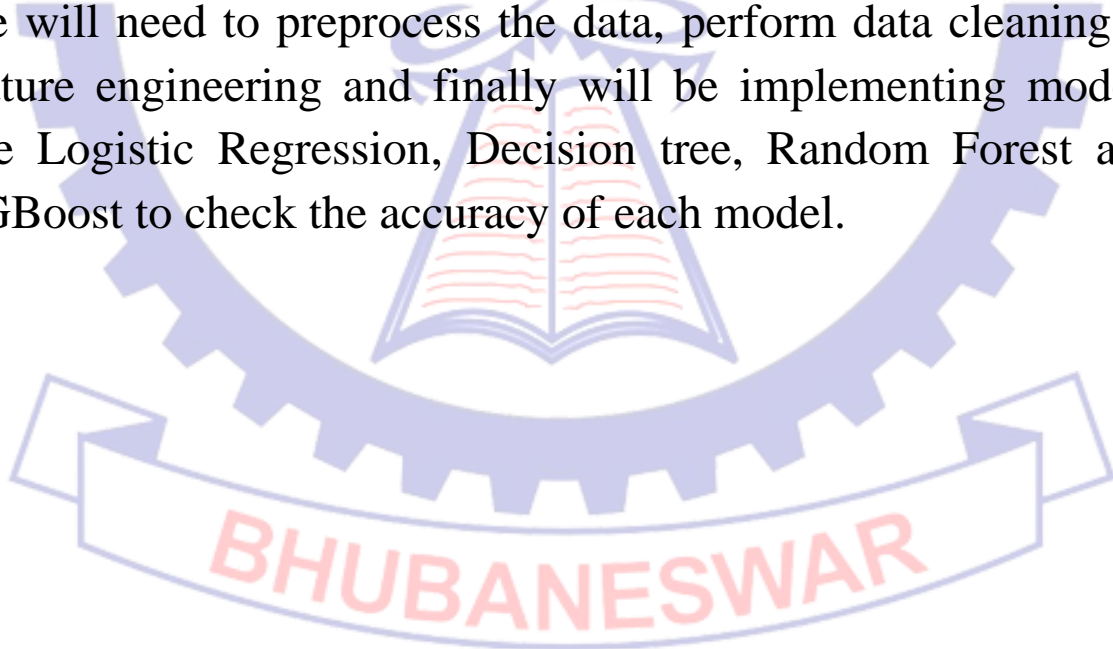 e will need to preprocess the data, perform data cleaning
ture engineering and finally will be implementing mode
e Logistic Regression, Decision tree, Random Forest a
GBoost to check the accuracy of each model.
BHUBANESWAR